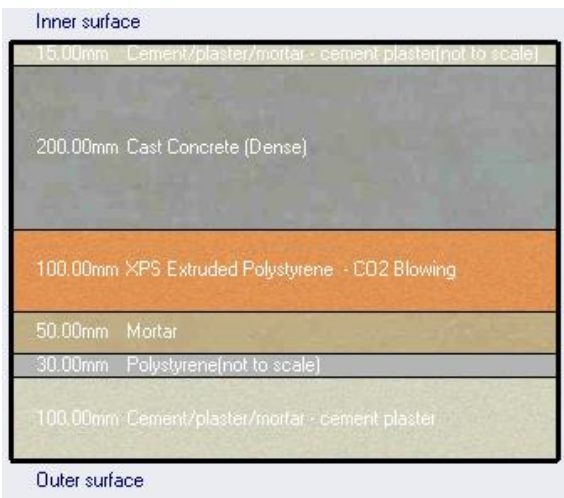 Inner surface
15.00mm Cement/plaster/mortar - cement plaster(not to scale)
200.00mm Cast Concrete (Dense)
100.00mm XPS Extruded Polystyrene - CO2 Blowing
50.00mm Mortar
30.00mm Polystyrene(not to scale)
100.00mm Cement/plaster/mortar - cement plaster
Outer surface